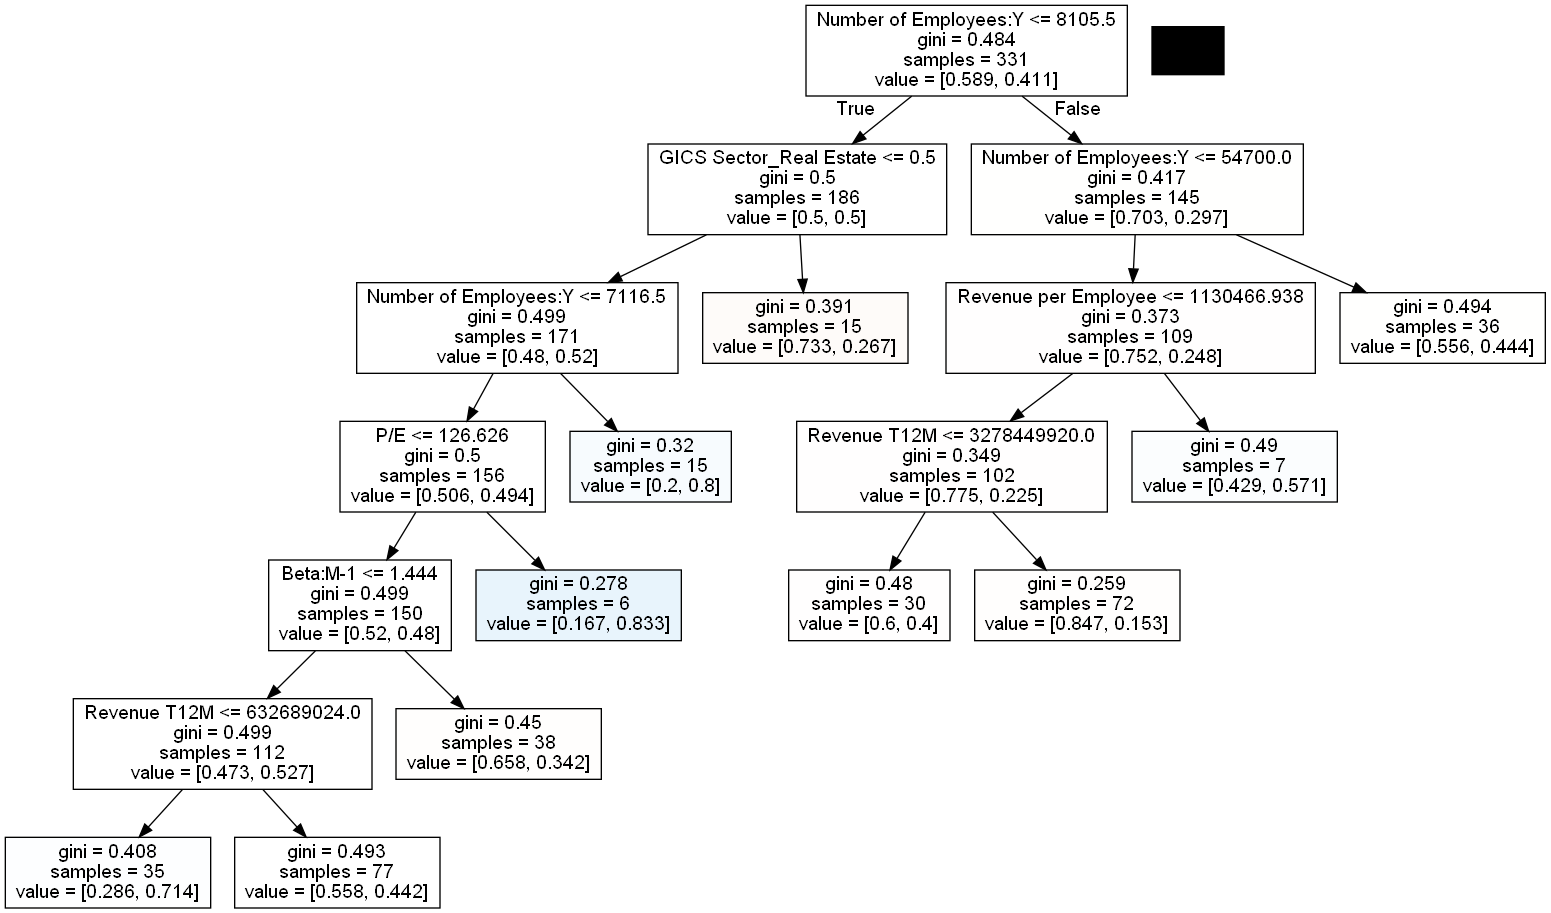 Number of Employees:Y <= 8105.5
gini = 0.484
samples = 331
value = [0.589, 0.411]
True
False
GICS Sector_Real Estate <= 0.5
gini = 0.5
samples = 186
value = [0.5, 0.5]
Number of Employees:Y <= 54700.0
gini = 0.417
samples = 145
value = [0.703, 0.297]
Number of Employees:Y <= 7116.5
gini = 0.499
samples = 171
value = [0.48, 0.52]
gini = 0.391
samples = 15
value = [0.733, 0.267]
Revenue per Employee <= 1130466.938
gini = 0.373
samples = 109
value = [0.752, 0.248]
gini = 0.494
samples = 36
value = [0.556, 0.444]
P/E <= 126.626
gini = 0.5
samples = 156
value = [0.506, 0.494]
gini = 0.32
samples = 15
value = [0.2, 0.8]
Revenue T12M <= 3278449920.0
gini = 0.349
samples = 102
value = [0.775, 0.225]
gini = 0.49
samples = 7
value = [0.429, 0.571]
Beta:M-1 <= 1.444
gini = 0.499
samples = 150
value = [0.52, 0.48]
gini = 0.278
samples = 6
value = [0.167, 0.833]
gini = 0.48
samples = 30
value = [0.6, 0.4]
gini = 0.259
samples = 72
value = [0.847, 0.153]
Revenue T12M <= 632689024.0
gini = 0.499
samples = 112
value = [0.473, 0.527]
gini = 0.45
samples = 38
value = [0.658, 0.342]
gini = 0.408
samples = 35
value = [0.286, 0.714]
gini = 0.493
samples = 77
value = [0.558, 0.442]